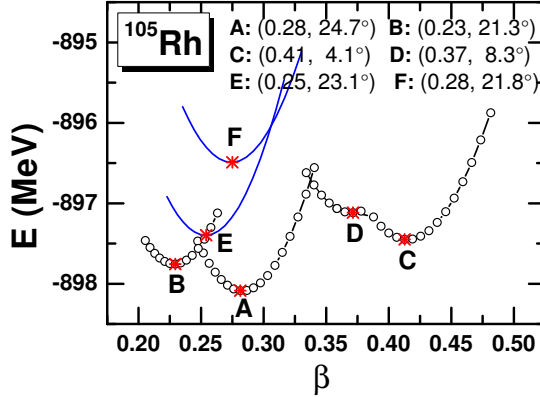 ¹⁰⁵Rh
A: (0.28, 24.7°) B: (0.23, 21.3°)
C: (0.41, 4.1°) D: (0.37, 8.3°)
E: (0.25, 23.1°) F: (0.28, 21.8°)
-895
-896
-897
-898
E (MeV)
F
E
B
A
D
C
0.20 0.25 0.30 0.35 0.40 0.45 0.50
β